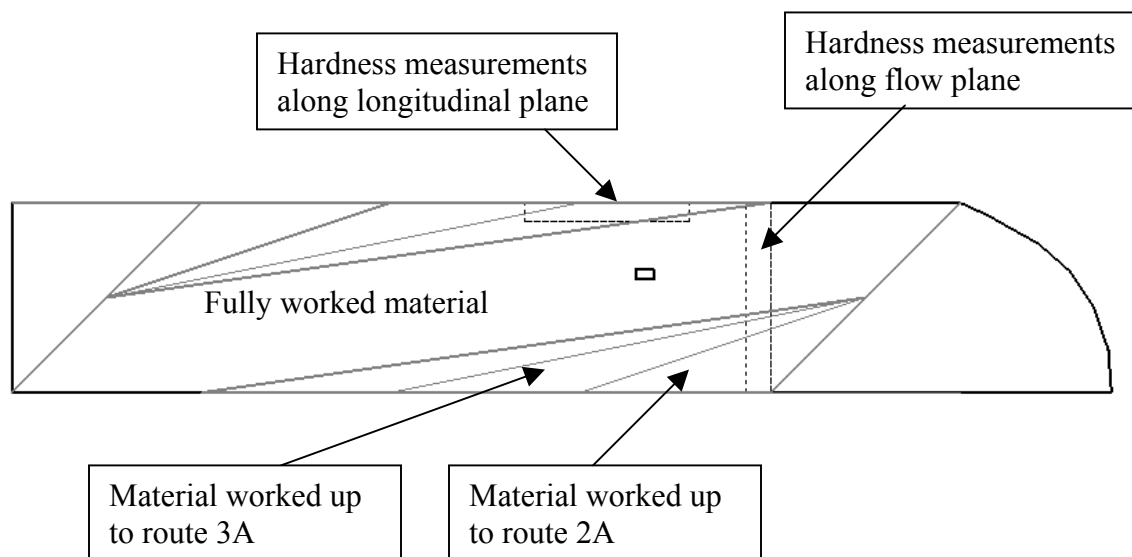 Hardness measurements
along longitudinal plane
Hardness measurements
along flow plane
Fully worked material
Material worked up
to route 3A
Material worked up
to route 2A